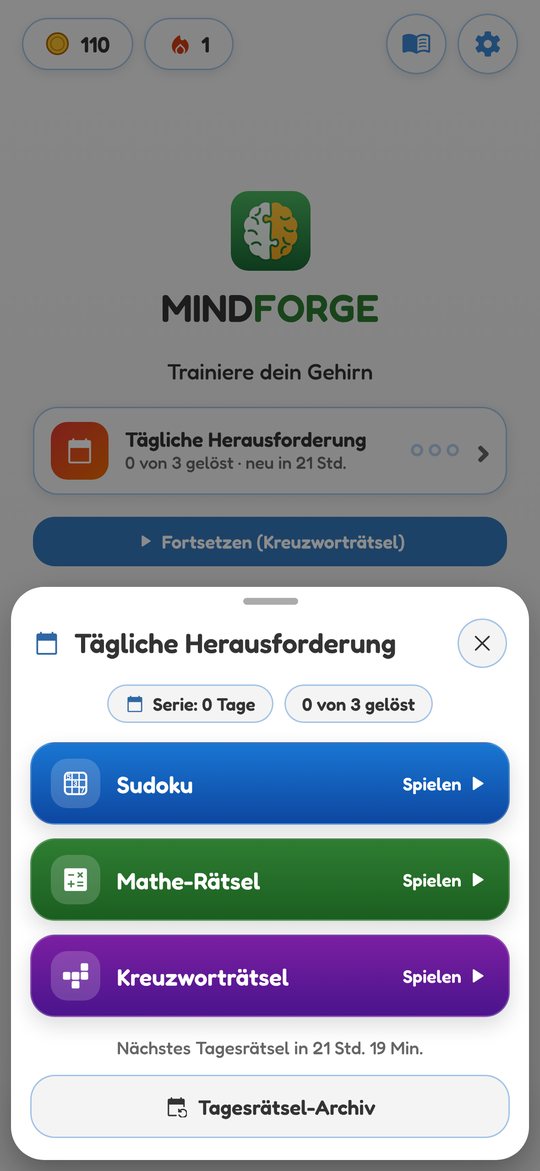 110
1
MINDFORGE
Trainiere dein Gehirn
Tägliche Herausforderung
0 von 3 gelöst · neu in 21 Std.
Fortsetzen (Kreuzworträtsel)
Tägliche Herausforderung
Serie: 0 Tage
0 von 3 gelöst
Sudoku
Spielen
Mathe-Rätsel
Spielen
Kreuzworträtsel
Spielen
Nächstes Tagesrätsel in 21 Std. 19 Min.
Tagesrätsel-Archiv